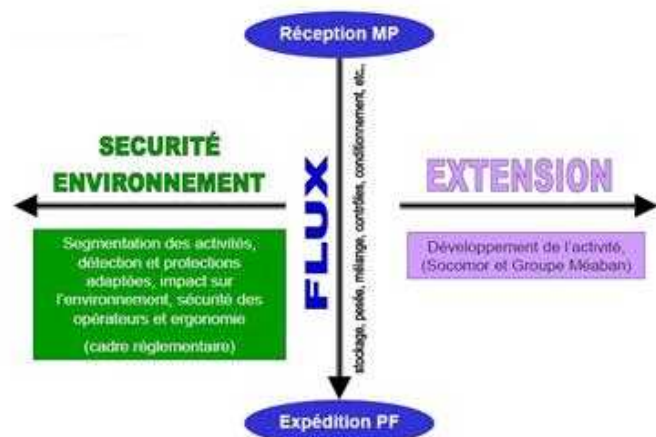 Réception MP
SECURITÉ
ENVIRONNEMENT
Segmentation des activités,
détection et protections
adaptées, impact sur
l'environnement, sécurité des
opérateurs et ergonomie
(cadre règlementaire)
FLUX
stockage, pesée, mélange, contrôles, conditionnement, etc..
EXTENSION
Développement de l'activité,
(Socomor et Groupe Méaban)
Expédition PF